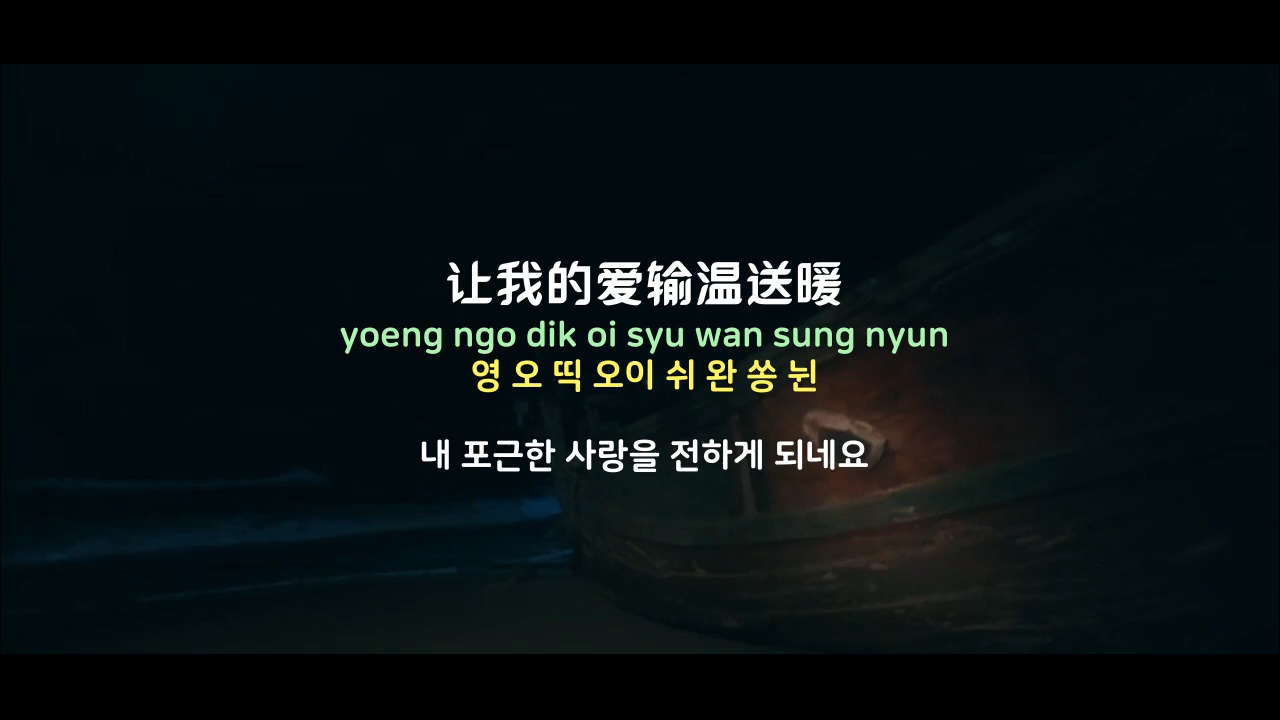 让我的爱输温送暖
yoeng ngo dik oi syu wan sung nyun
영 오 띡 오이 쉬 완 쏭 뉜
내 포근한 사랑을 전하게 되네요